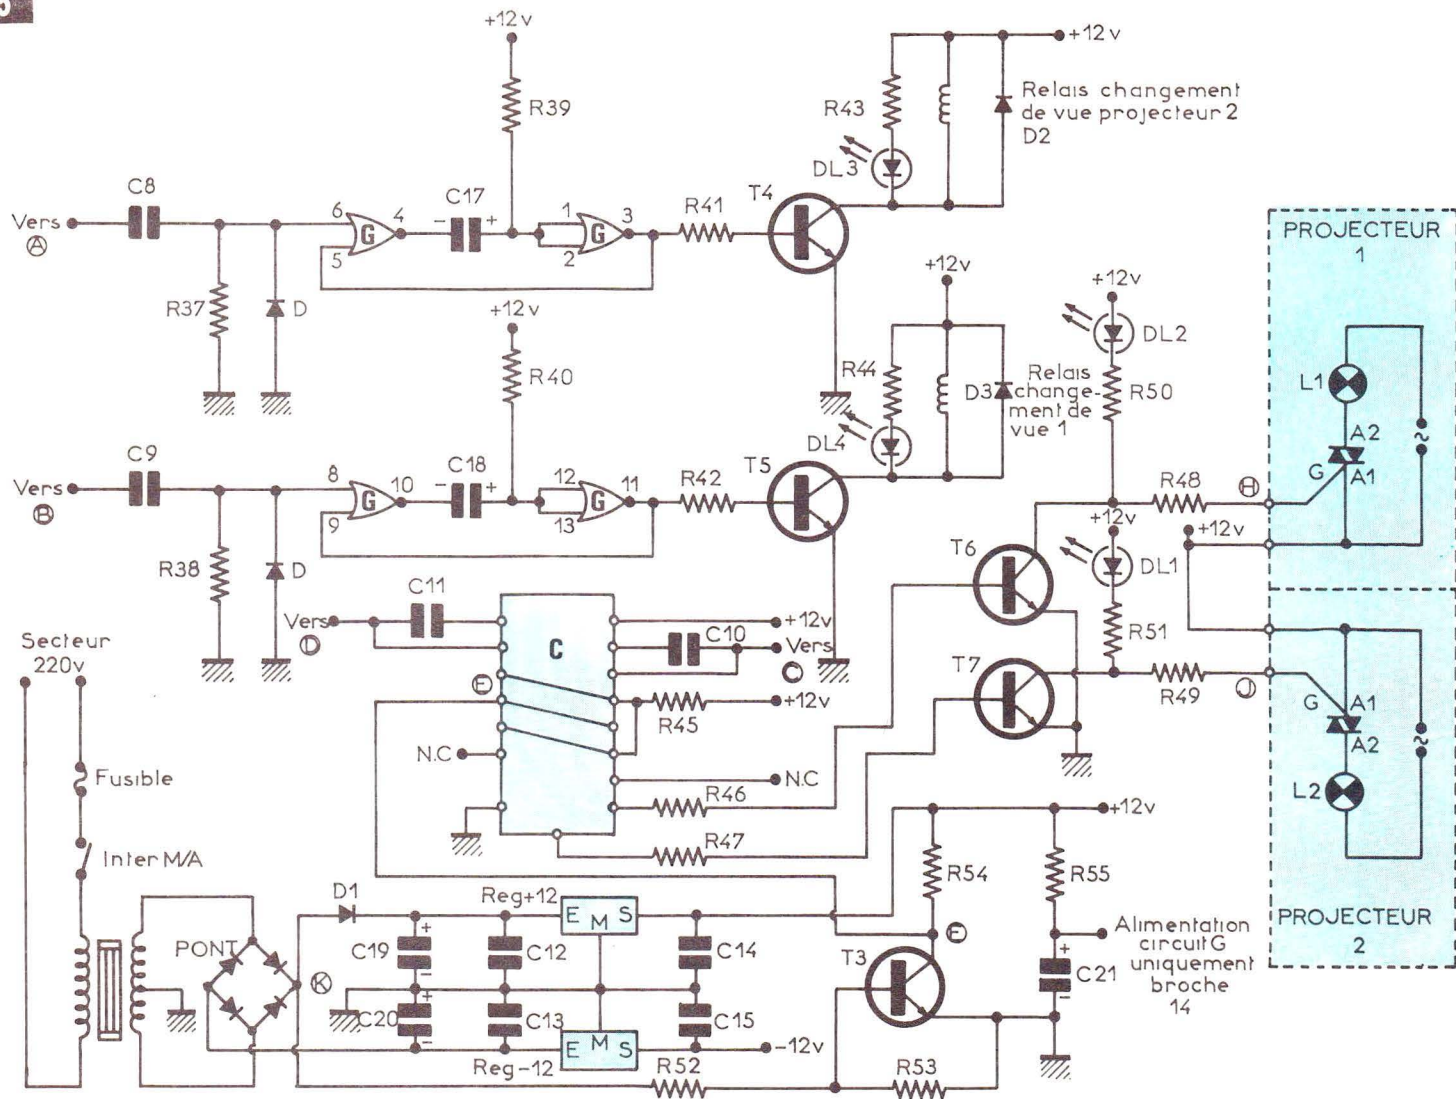 5
+12v
R39
+12v
R43
Relais changement
de vue projecteur 2
D2
DL3
C8
C17
T4
Vers
A
6
5
G
4
-
+
1
2
G
3
R41
R37
D
+12v
R40
+12v
R44
D3
Relais
change-
ment de
vue 1
DL4
+12v
DL2
R50
PROJECTEUR
1
L1
A2
G
A1
C9
C18
T5
Vers
B
8
9
G
10
-
+
12
13
G
11
R42
R48
H
+12v
+12v
R38
D
T6
DL1
R51
C11
Vers
D
C
+12v
C10
Vers
C
E
R45
+12v
T7
R49
J
G
A1
A2
L2
PROJECTEUR
2
Secteur
220v
Fusible
Inter M/A
N.C
N.C
R46
R47
+12v
R54
R55
D1
Reg+12
E M S
PONT
K
C19
+
-
C12
C14
C20
+
-
C13
C15
E M S
Reg-12
-12v
T3
E
C21
+
-
Alimentation
circuit G
uniquement
broche
14
R52
R53